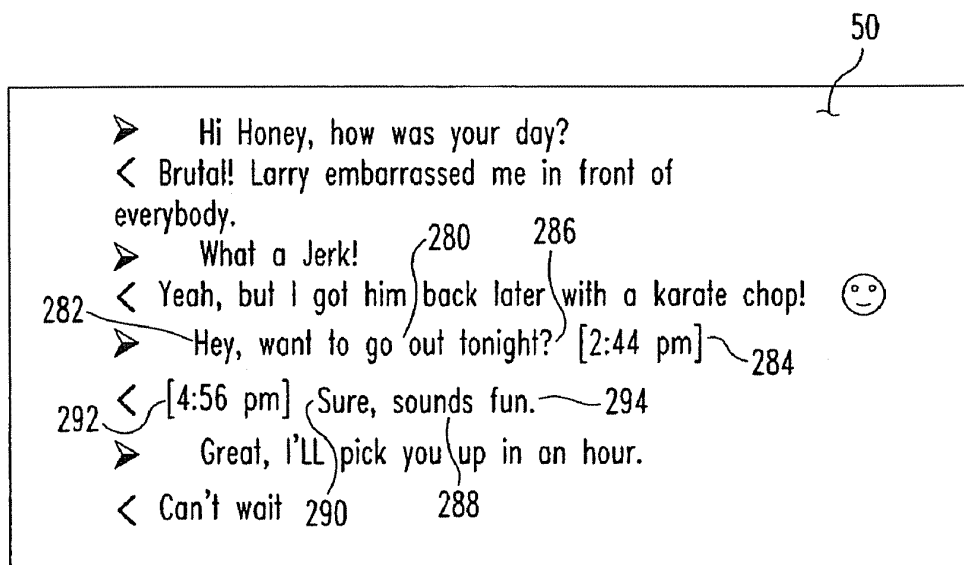 50
➢ Hi Honey, how was your day?
< Brutal! Larry embarrassed me in front of
everybody.
➢ What a Jerk! 280 286
< Yeah, but I got him back later with a karate chop!
282 ➢ Hey, want to go out tonight? [2:44 pm] 284
292 < [4:56 pm] Sure, sounds fun. 294
➢ Great, I'LL pick you up in an hour.
< Can't wait 290 288